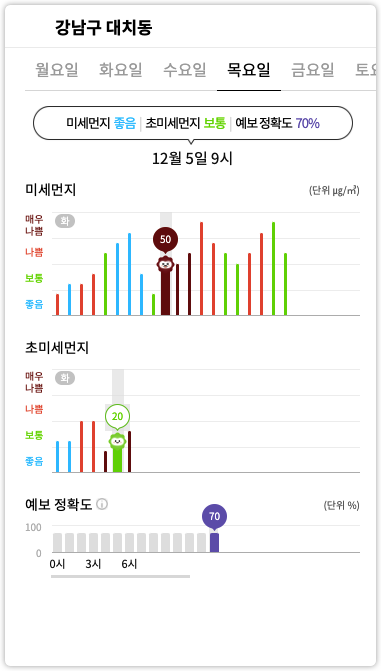 강남구 대치동
월요일 화요일 수요일 목요일 금요일 토요
미세먼지 좋음 | 초미세먼지 보통 | 예보 정확도 70%
12월 5일 9시
미세먼지 (단위 μg/㎥)
매우
나쁨
화
50
나쁨
보통
좋음
초미세먼지
매우
나쁨
화
나쁨
20
보통
좋음
예보 정확도 ⓘ (단위 %)
70
100
0
0시 3시 6시